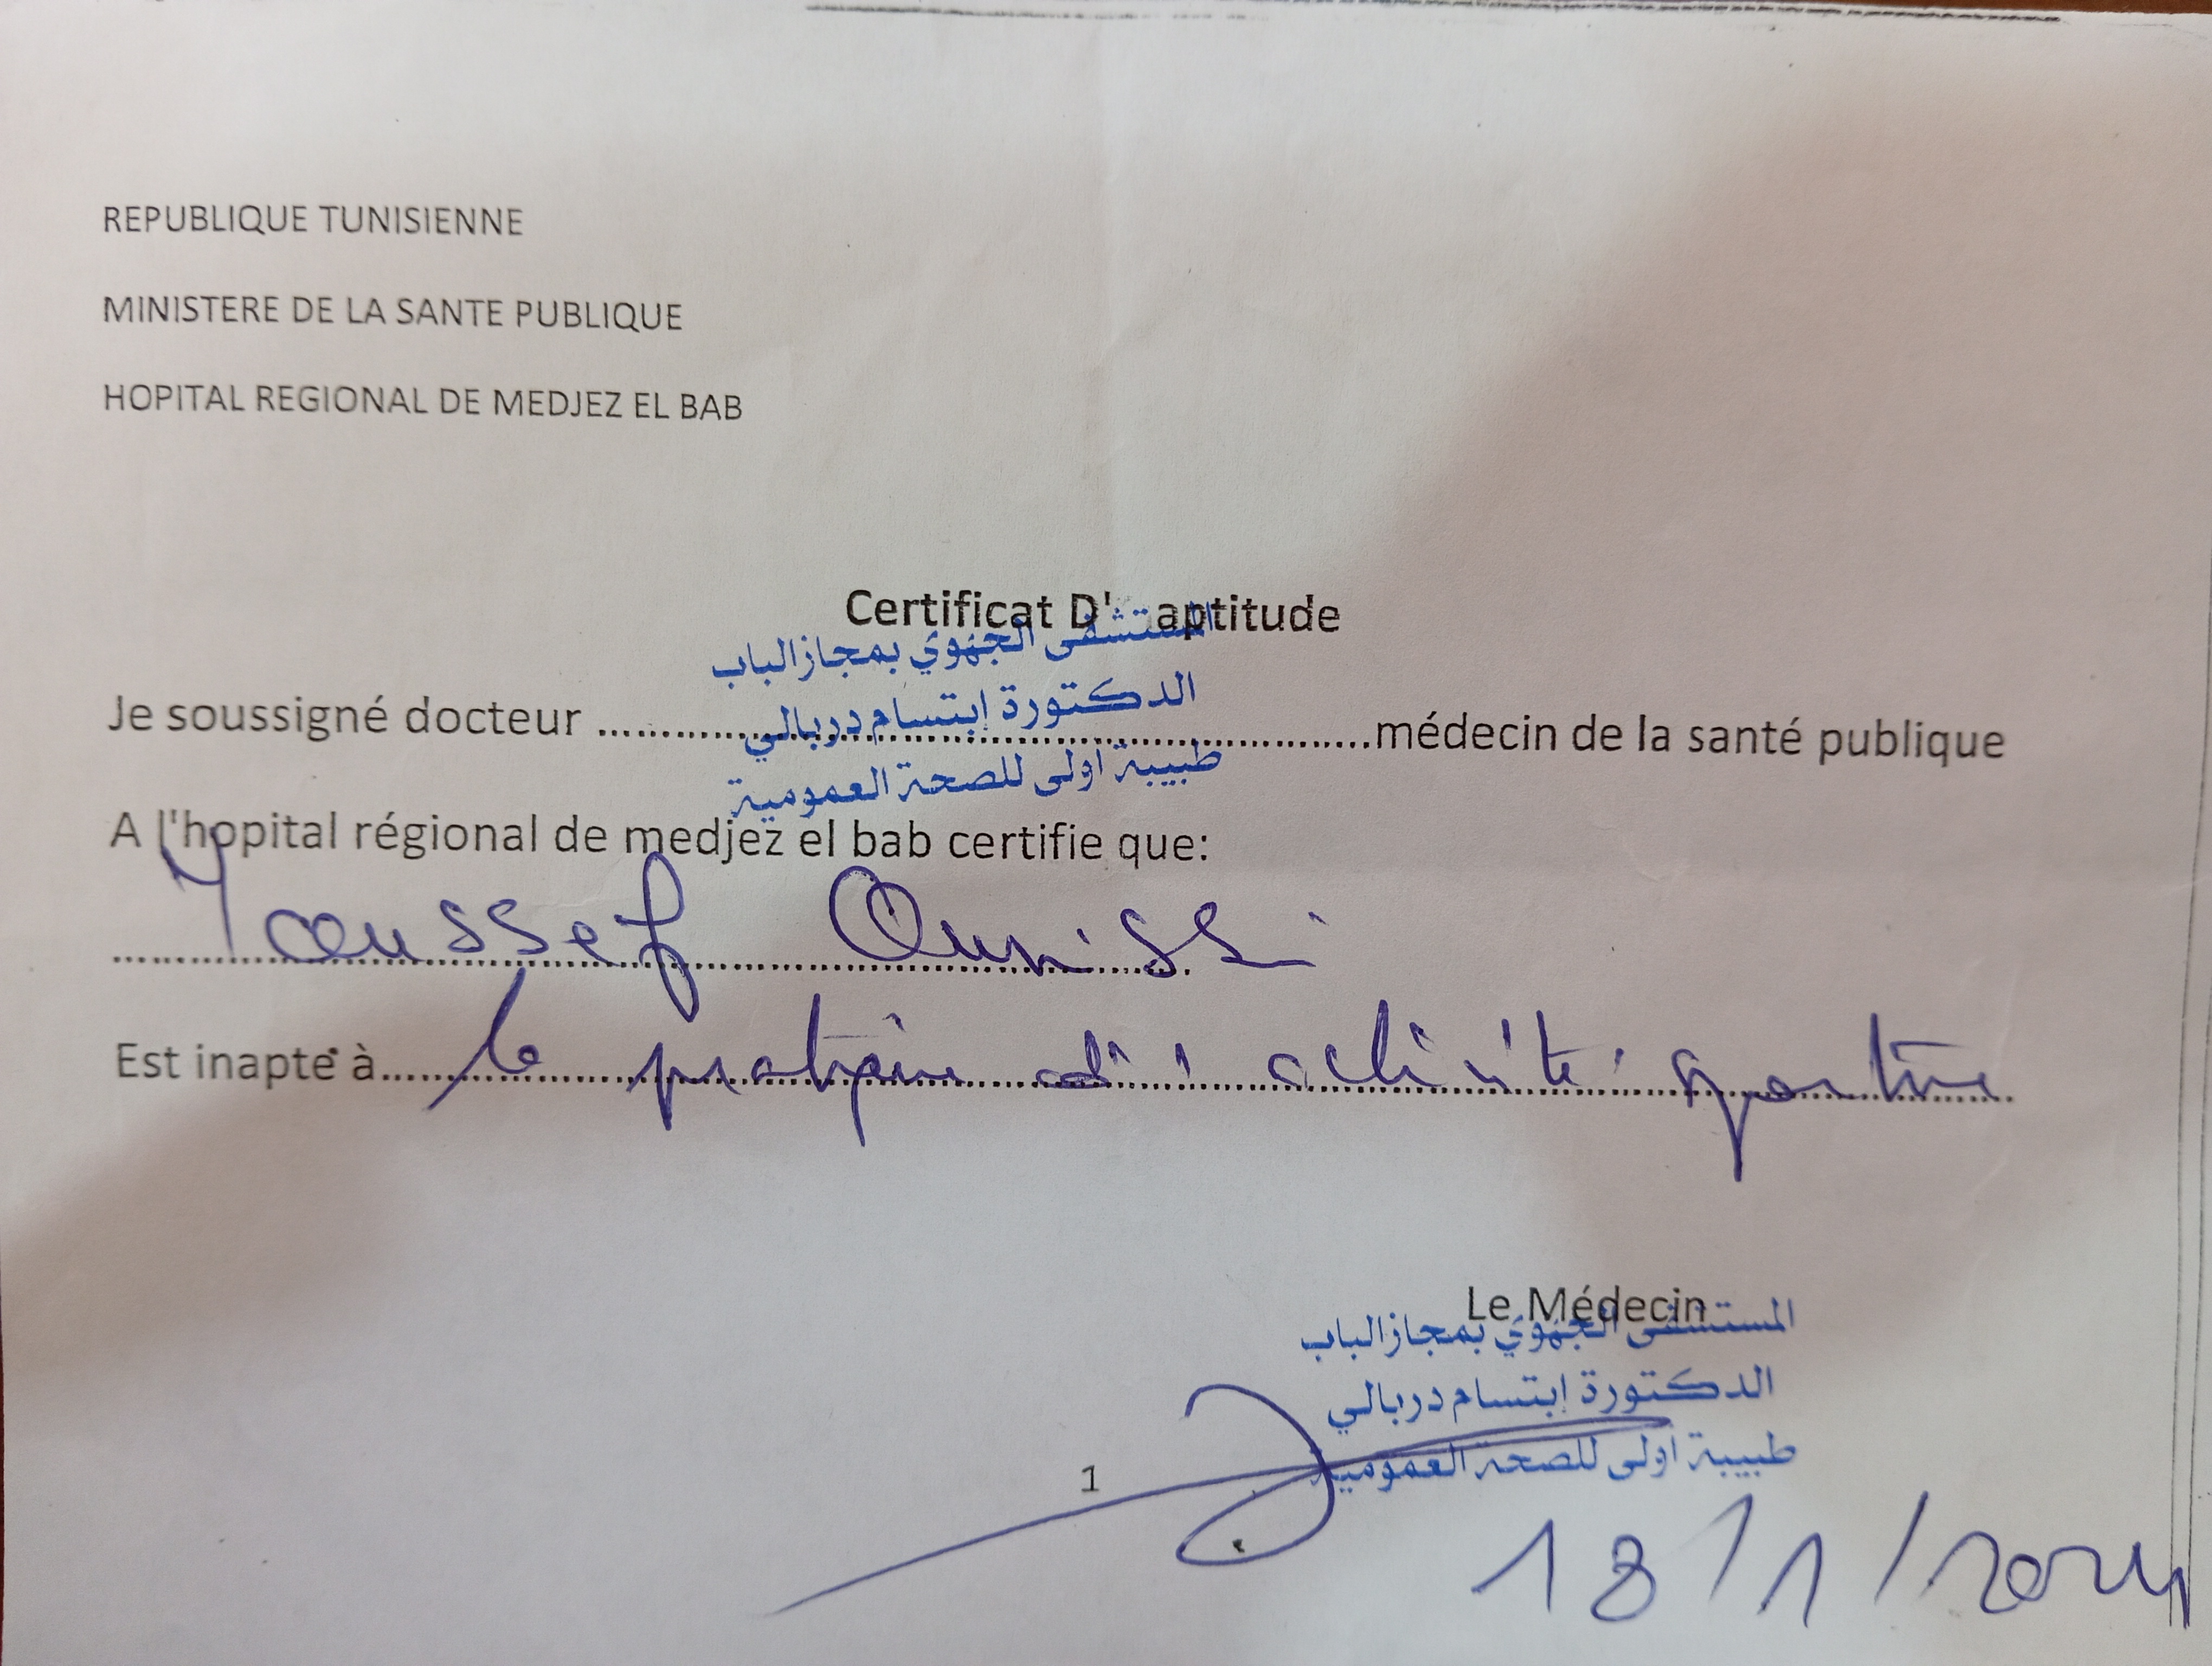 REPUBLIQUE TUNISIENNE
MINISTERE DE LA SANTE PUBLIQUE
HOPITAL REGIONAL DE MEDJEZ EL BAB
Certificat D' aptitude
المستشفى الجهوي بمجاز الباب
الدكتورة إبتسام دربالي
طبيبة أولى للصحة العمومية
Je soussigné docteur ........................................médecin de la santé publique
A l'hopital régional de medjez el bab certifie que:
Youssef Ounissi
Est inapte à......la pratique d' activité sportive
Le Médecin
المستشفى الجهوي بمجاز الباب
الدكتورة إبتسام دربالي
طبيبة أولى للصحة العمومية
1
18/1/2024